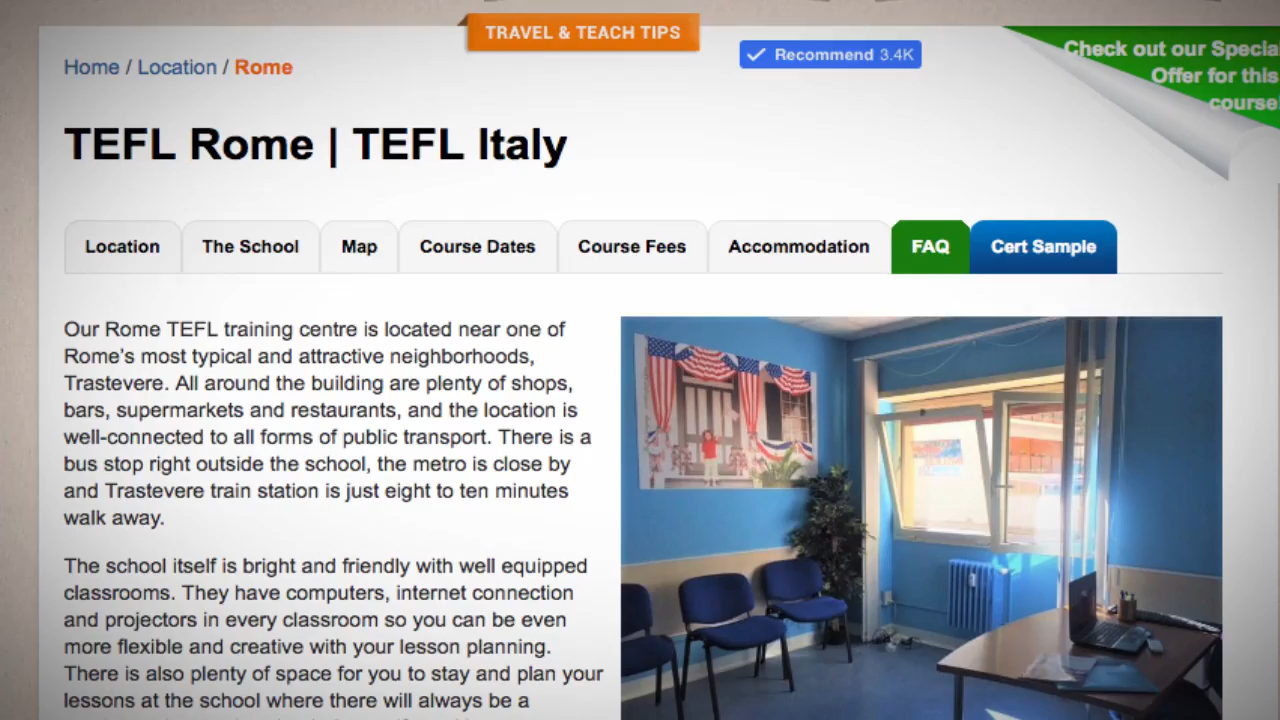 TRAVEL & TEACH TIPS
Recommend 3.4K
Check out our Specia
Offer for this
course!
Home / Location / Rome
TEFL Rome | TEFL Italy
Location
The School
Map
Course Dates
Course Fees
Accommodation
FAQ
Cert Sample
Our Rome TEFL training centre is located near one of
Rome's most typical and attractive neighborhoods,
Trastevere. All around the building are plenty of shops,
bars, supermarkets and restaurants, and the location is
well-connected to all forms of public transport. There is a
bus stop right outside the school, the metro is close by
and Trastevere train station is just eight to ten minutes
walk away.
The school itself is bright and friendly with well equipped
classrooms. They have computers, internet connection
and projectors in every classroom so you can be even
more flexible and creative with your lesson planning.
There is also plenty of space for you to stay and plan your
lessons at the school where there will always be a